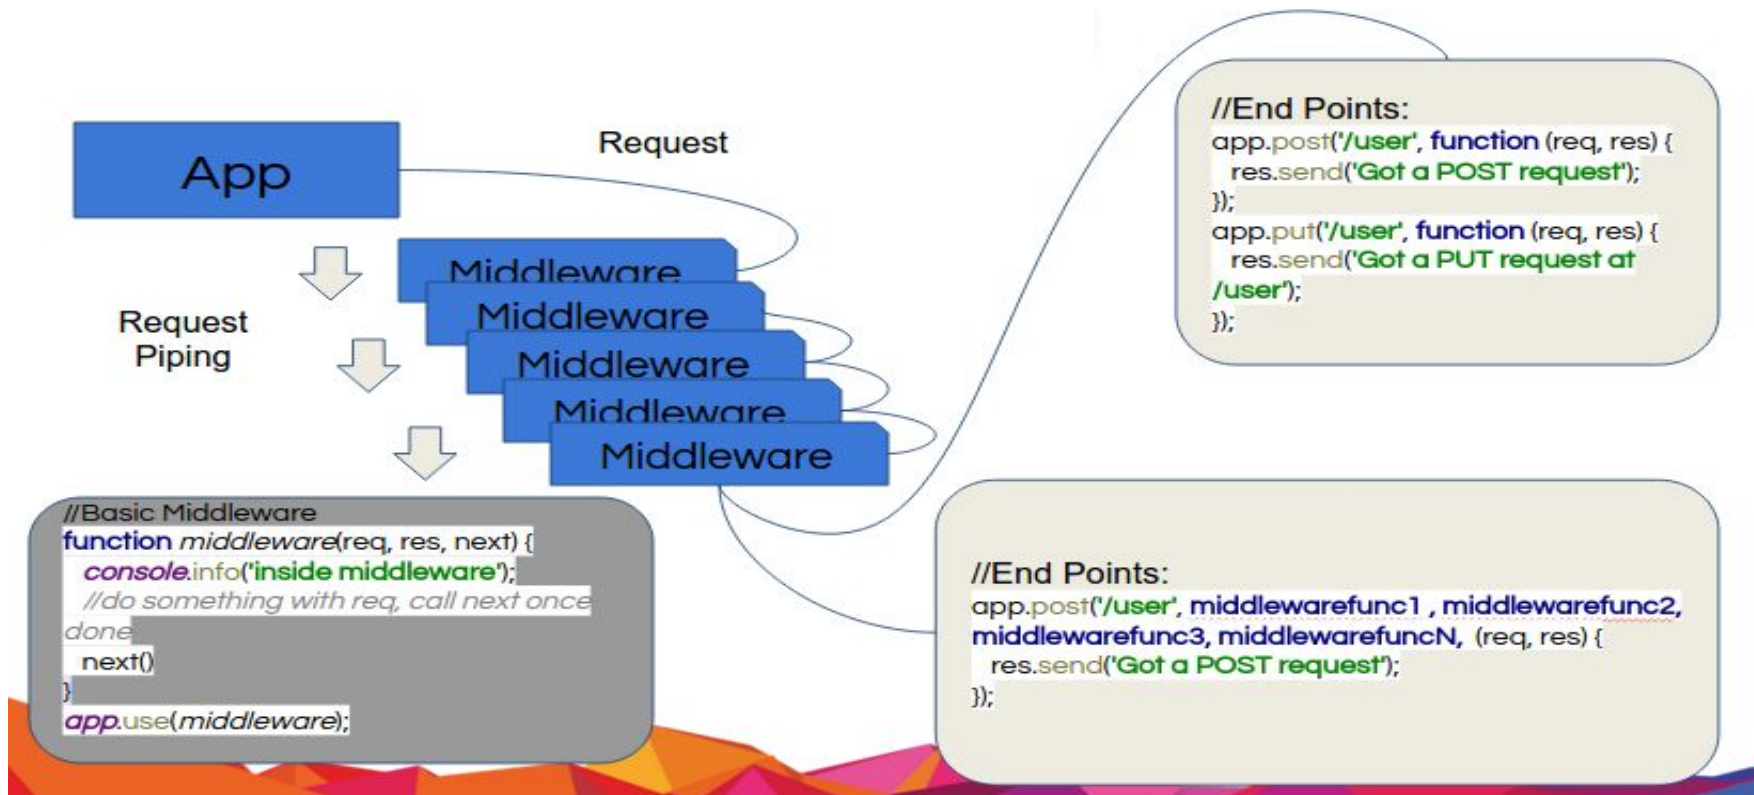 App
Request
Middleware
Middleware
Middleware
Middleware
Middleware
Request
Piping
//Basic Middleware
function middleware(req, res, next) {
console.info('inside middleware');
//do something with req, call next once
done
next()
}
app.use(middleware);
//End Points:
app.post('/user', function (req, res) {
res.send('Got a POST request');
});
app.put('/user', function (req, res) {
res.send('Got a PUT request at
/user');
});
//End Points:
app.post('/user', middlewarefunc1 , middlewarefunc2,
middlewarefunc3, middlewarefuncN, (req, res) {
res.send('Got a POST request');
});